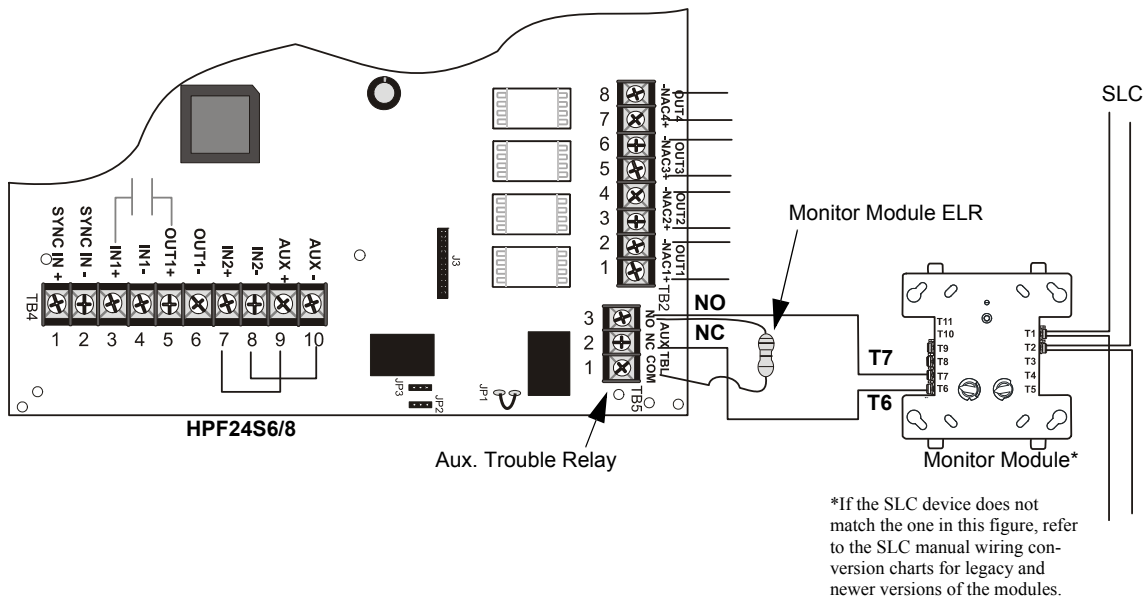 SLC
8
7
6
5
4
3
2
1
-NAC4+
OUT4
-NAC3+
OUT3
-NAC2+
OUT2
-NAC1+
OUT1
TB2
Monitor Module ELR
J3
SYNC IN +
SYNC IN -
IN1+
IN1-
OUT1+
OUT1-
IN2+
IN2-
AUX +
AUX -
TB4
1 2 3 4 5 6 7 8 9 10
3
2
1
NO NC COM
AUX TBL
TB5
NO
NC
T7
T6
T11
T10
T9
T8
T7
T6
T1
T2
T3
T4
T5
JP3
JP2
JP1
HPF24S6/8
Aux. Trouble Relay
Monitor Module*
*If the SLC device does not
match the one in this figure, refer
to the SLC manual wiring con-
version charts for legacy and
newer versions of the modules.